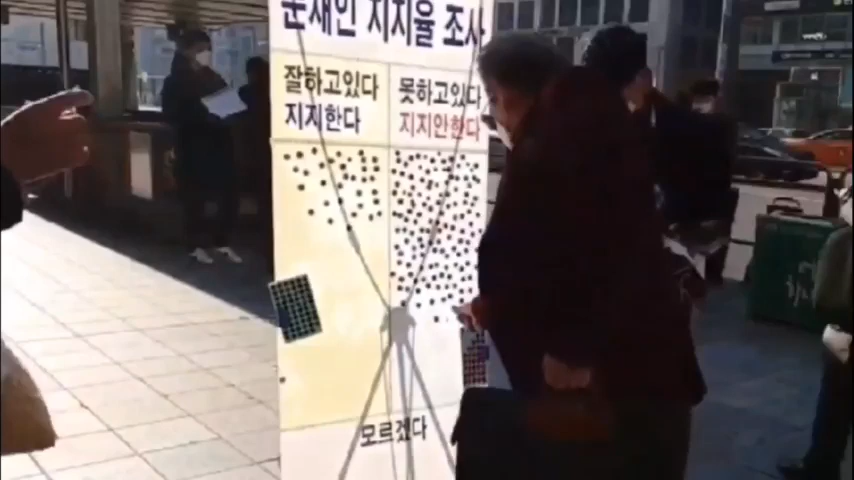 문재인 지지율 조사
잘하고있다
지지한다
못하고있다
지지안한다
모르겠다